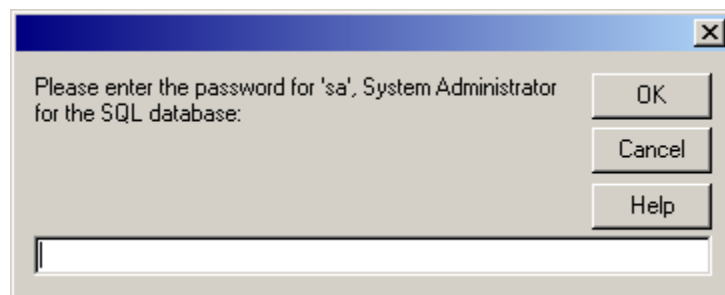 Please enter the password for 'sa', System Administrator
for the SQL database:
OK
Cancel
Help